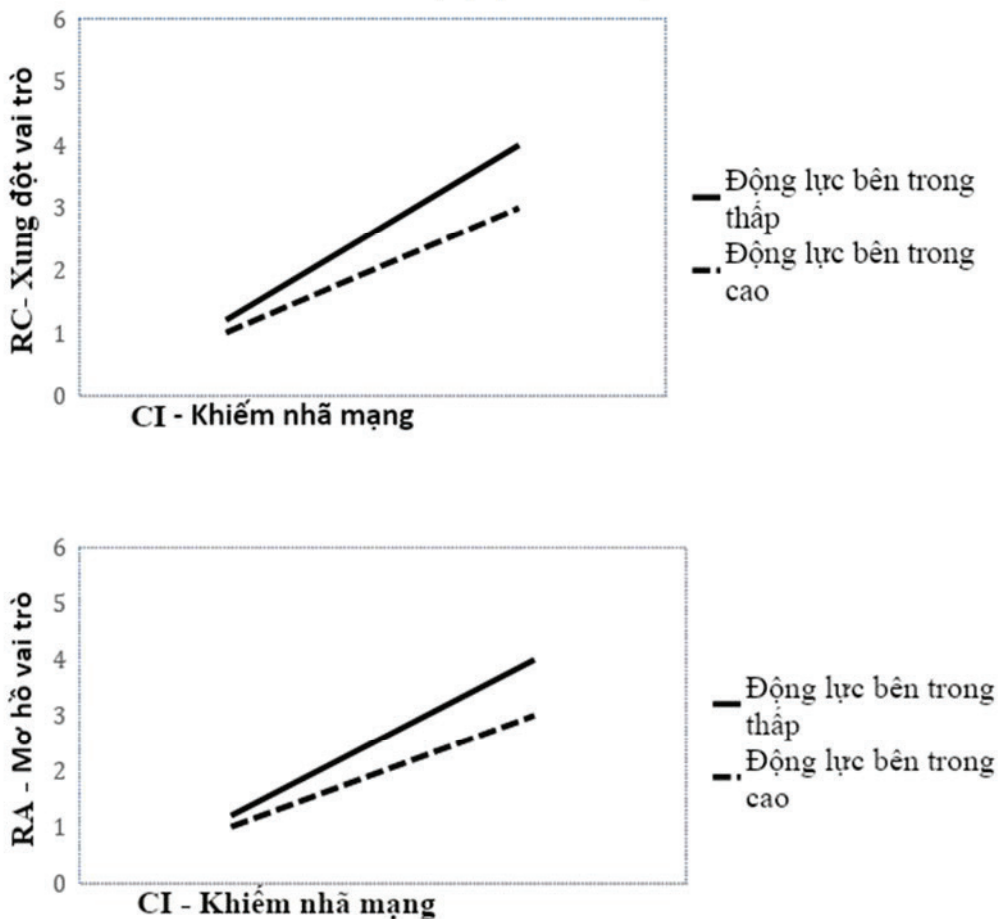 6
5
4
3
2
1
0
RC- Xung đột vai trò
CI - Khiếm nhã mạng
Động lực bên trong
thấp
Động lực bên trong
cao
6
5
4
3
2
1
0
RA - Mơ hồ vai trò
CI - Khiếm nhã mạng
Động lực bên trong
thấp
Động lực bên trong
cao